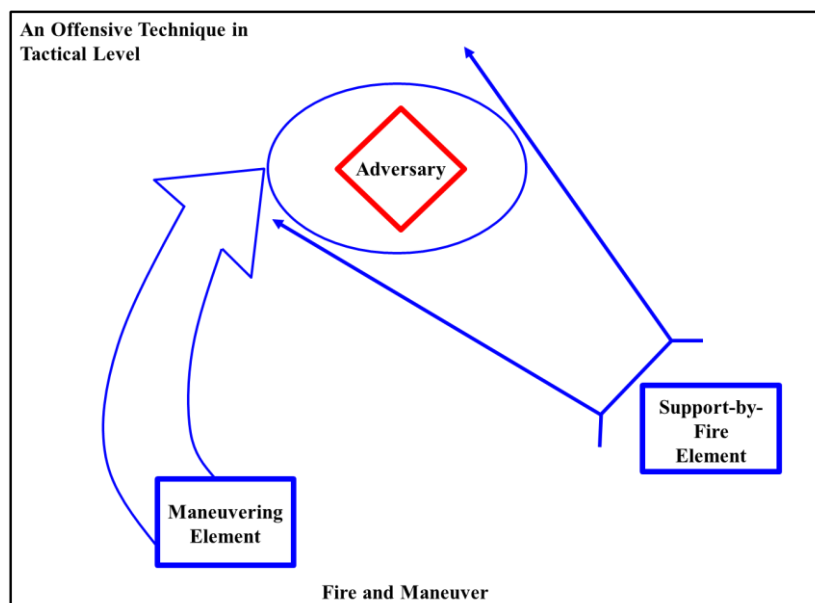 An Offensive Technique in
Tactical Level
Adversary
Support-by-
Fire
Element
Maneuvering
Element
Fire and Maneuver